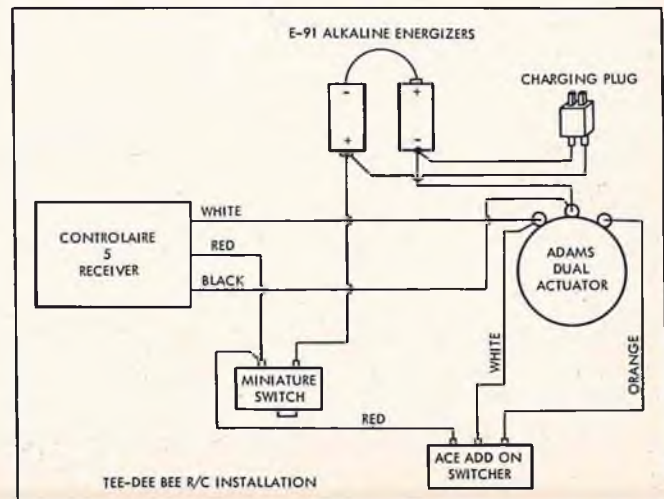 E-91 ALKALINE ENERGIZERS
CHARGING PLUG
-
+
+
-
WHITE
CONTROLAIRE
5
RECEIVER
RED
BLACK
ADAMS
DUAL
ACTUATOR
WHITE
ORANGE
MINIATURE
SWITCH
RED
ACE ADD ON
SWITCHER
TEE-DEE BEE R/C INSTALLATION